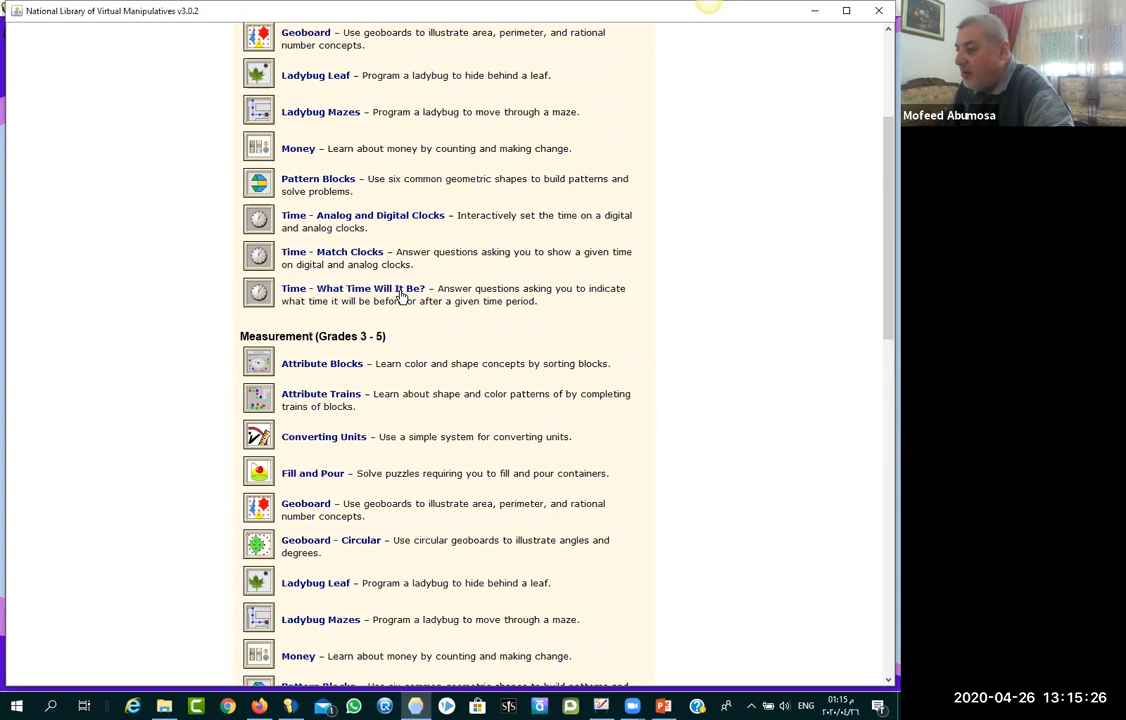 National Library of Virtual Manipulatives v3.0.2
Geoboard – Use geoboards to illustrate area, perimeter, and rational
number concepts.
Ladybug Leaf – Program a ladybug to hide behind a leaf.
Ladybug Mazes – Program a ladybug to move through a maze.
Money – Learn about money by counting and making change.
Pattern Blocks – Use six common geometric shapes to build patterns and
solve problems.
Time - Analog and Digital Clocks – Interactively set the time on a digital
and analog clocks.
Time - Match Clocks – Answer questions asking you to show a given time
on digital and analog clocks.
Time - What Time Will It Be? – Answer questions asking you to indicate
what time it will be before or after a given time period.
Measurement (Grades 3 - 5)
Attribute Blocks – Learn color and shape concepts by sorting blocks.
Attribute Trains – Learn about shape and color patterns of by completing
trains of blocks.
Converting Units – Use a simple system for converting units.
Fill and Pour – Solve puzzles requiring you to fill and pour containers.
Geoboard – Use geoboards to illustrate area, perimeter, and rational
number concepts.
Geoboard - Circular – Use circular geoboards to illustrate angles and
degrees.
Ladybug Leaf – Program a ladybug to hide behind a leaf.
Ladybug Mazes – Program a ladybug to move through a maze.
Money – Learn about money by counting and making change.
Mofeed Abumosa
ENG
01:15 م
٢٠٢٠/٠٤/٢٦
2020-04-26 13:15:26